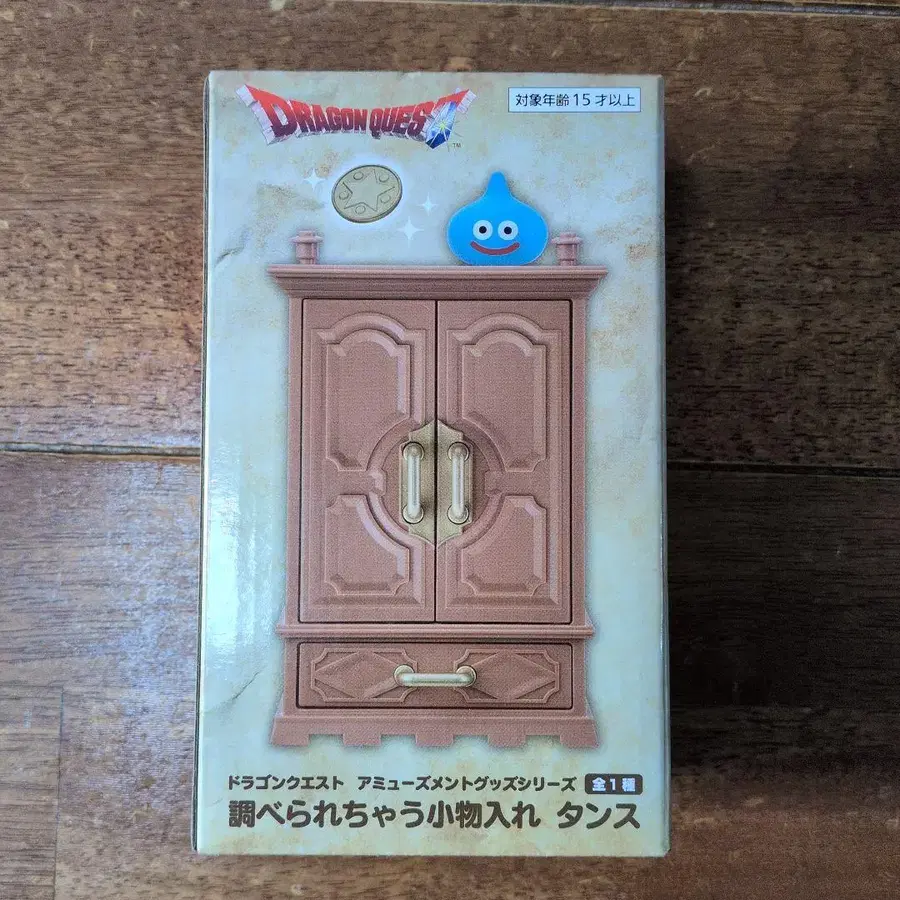 DRAGON QUEST
TM
対象年齢15才以上
ドラゴンクエスト アミューズメントグッズシリーズ 全1種
調べられちゃう小物入れ タンス